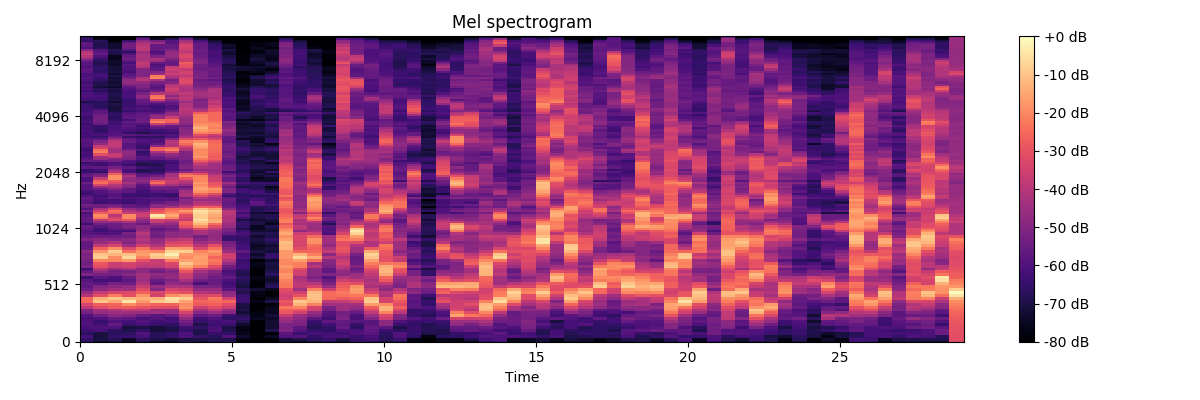 Mel spectrogram
8192
4096
2048
1024
512
0
Hz
0 5 10 15 20 25
Time
+0 dB
-10 dB
-20 dB
-30 dB
-40 dB
-50 dB
-60 dB
-70 dB
-80 dB